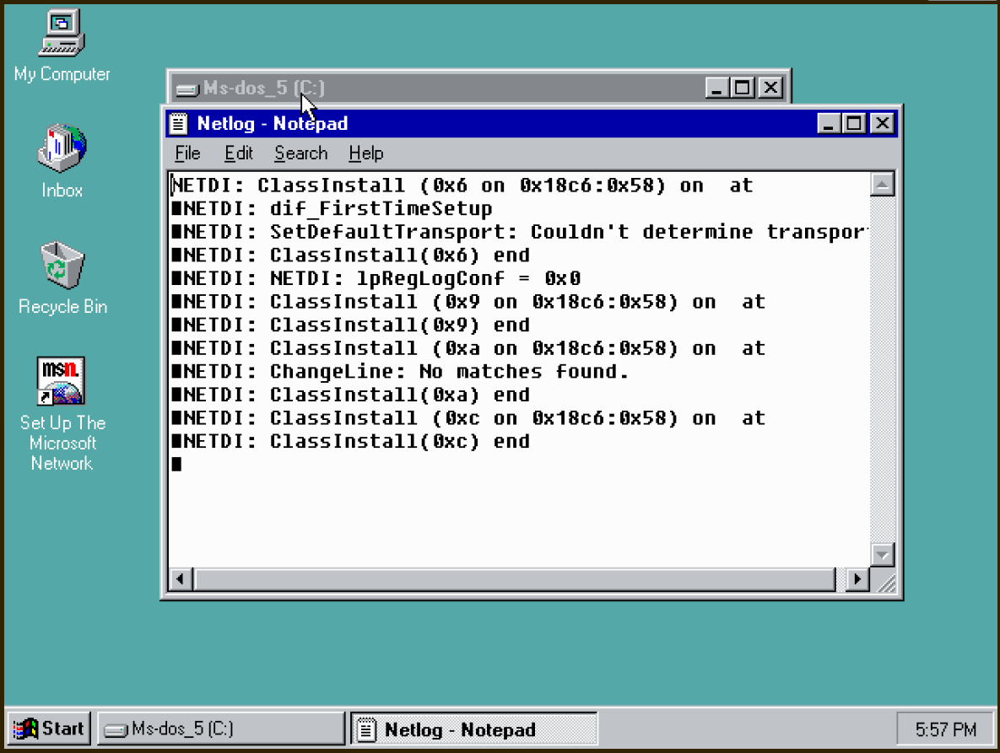 My Computer
Inbox
Recycle Bin
msn.
Set Up The
Microsoft
Network
Ms-dos_5 (C:)
Netlog - Notepad
File Edit Search Help
NETDI: ClassInstall (0x6 on 0x18c6:0x58) on  at
■NETDI: dif_FirstTimeSetup
■NETDI: SetDefaultTransport: Couldn't determine transpor
■NETDI: ClassInstall(0x6) end
■NETDI: NETDI: lpRegLogConf = 0x0
■NETDI: ClassInstall (0x9 on 0x18c6:0x58) on  at
■NETDI: ClassInstall(0x9) end
■NETDI: ClassInstall (0xa on 0x18c6:0x58) on  at
■NETDI: ChangeLine: No matches found.
■NETDI: ClassInstall(0xa) end
■NETDI: ClassInstall (0xc on 0x18c6:0x58) on  at
■NETDI: ClassInstall(0xc) end
■
Start Ms-dos_5 (C:) Netlog - Notepad 5:57 PM